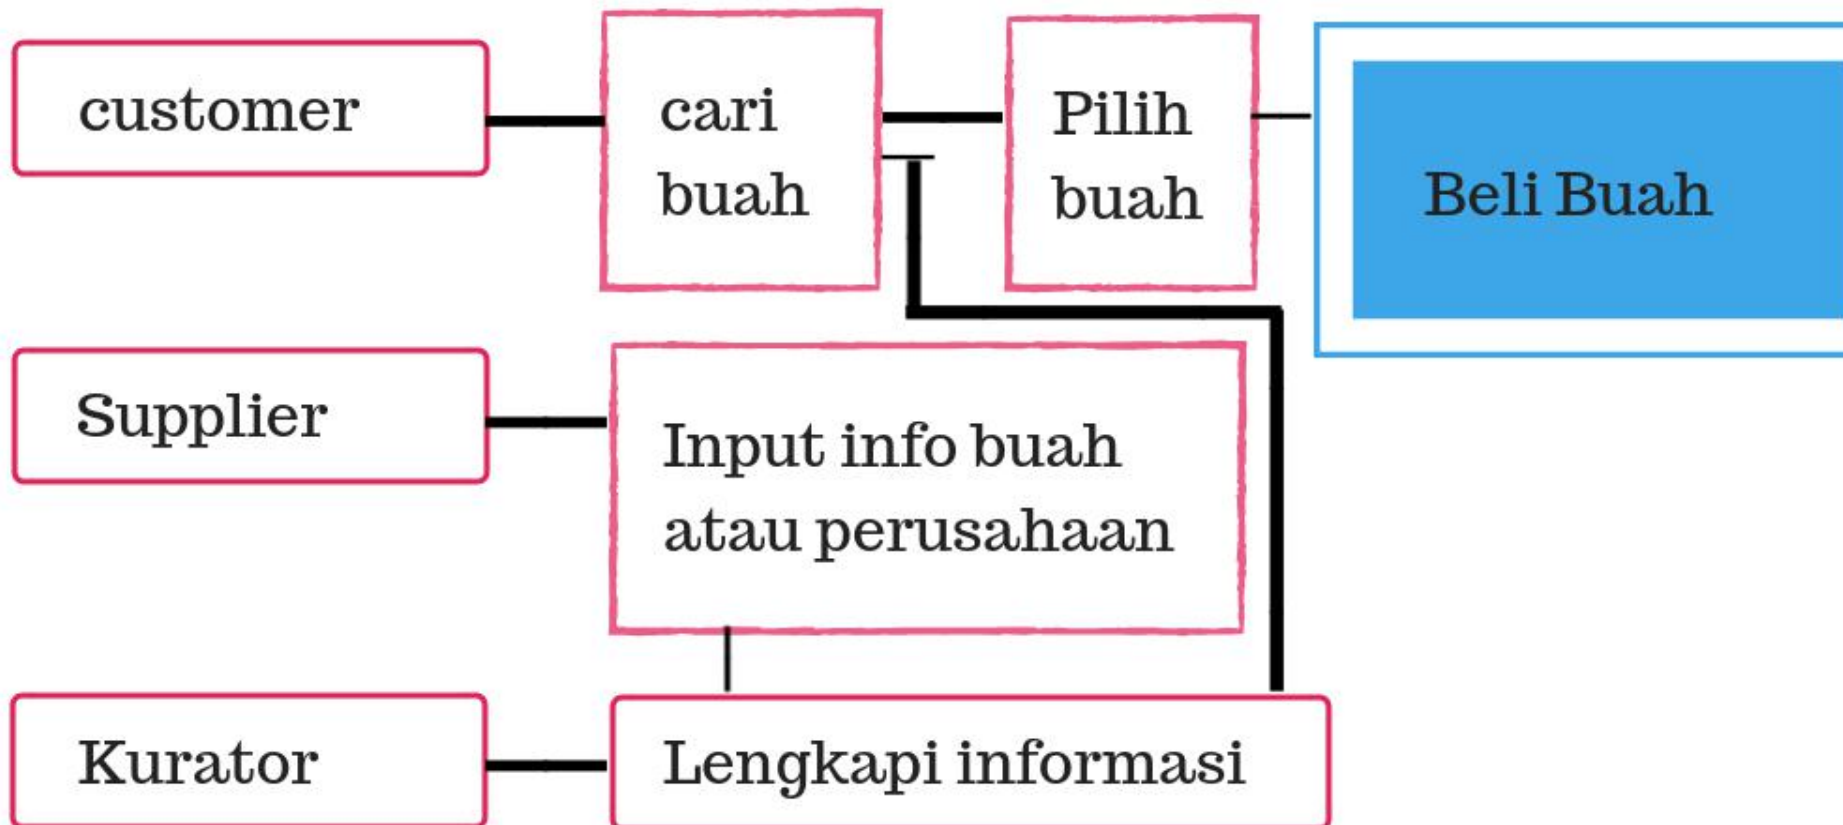 customer
cari
buah
Pilih
buah
Beli Buah
Supplier
Input info buah
atau perusahaan
Kurator
Lengkapi informasi